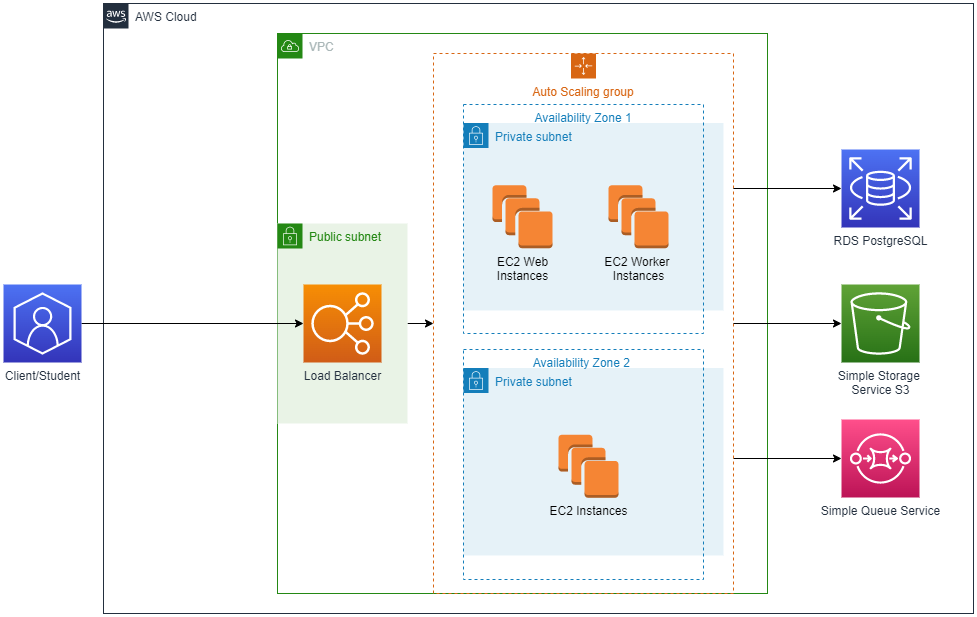 aws
AWS Cloud
VPC
Auto Scaling group
Availability Zone 1
Private subnet
EC2 Web
Instances
EC2 Worker
Instances
RDS PostgreSQL
Public subnet
Client/Student
Load Balancer
Simple Storage
Service S3
Availability Zone 2
Private subnet
EC2 Instances
Simple Queue Service